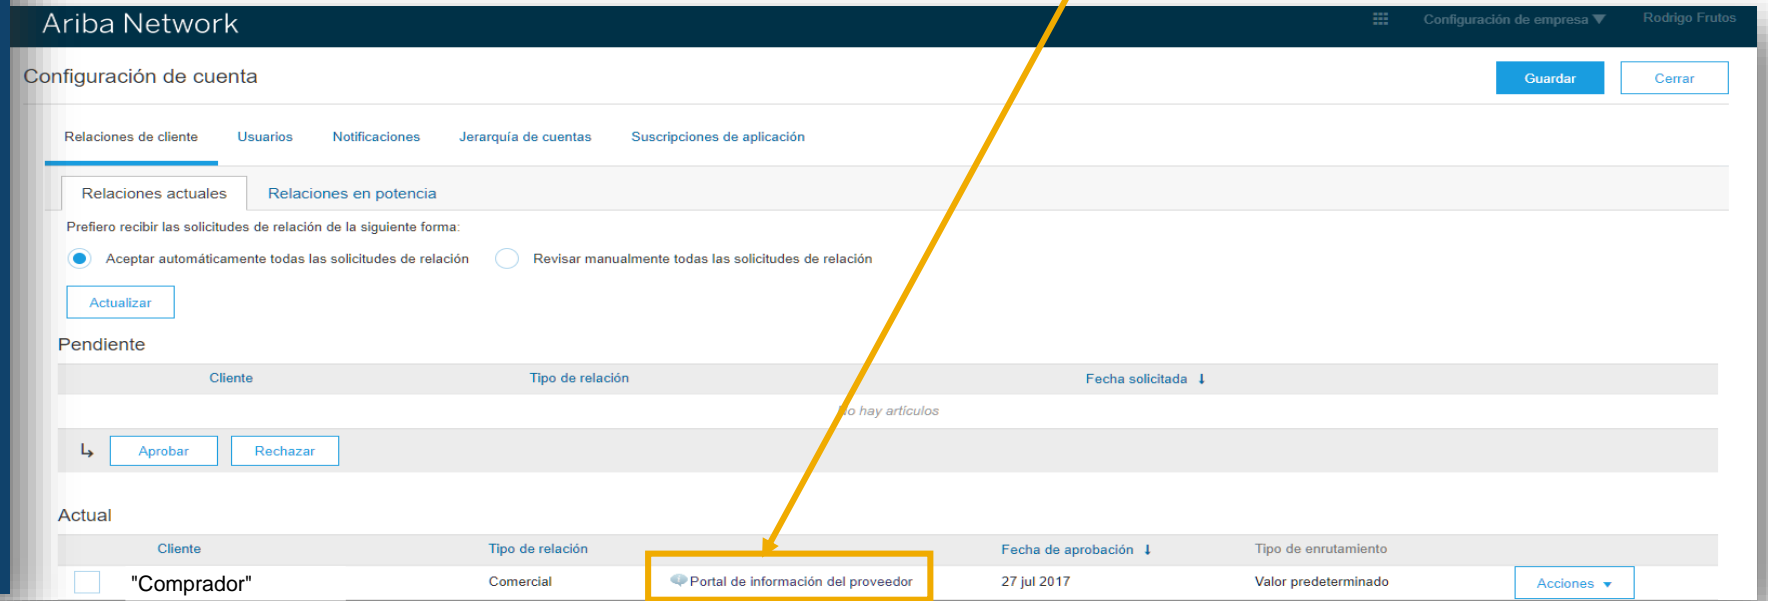 Ariba Network
Configuración de empresa ▼ Rodrigo Frutos
Configuración de cuenta
Guardar Cerrar
Relaciones de cliente Usuarios Notificaciones Jerarquía de cuentas Suscripciones de aplicación
Relaciones actuales Relaciones en potencia
Prefiero recibir las solicitudes de relación de la siguiente forma:
Aceptar automáticamente todas las solicitudes de relación Revisar manualmente todas las solicitudes de relación
Actualizar
Pendiente
Cliente Tipo de relación Fecha solicitada ↓
No hay artículos
Aprobar Rechazar
Actual
Cliente Tipo de relación Fecha de aprobación ↓ Tipo de enrutamiento
"Comprador" Comercial Portal de información del proveedor 27 jul 2017 Valor predeterminado Acciones ▼